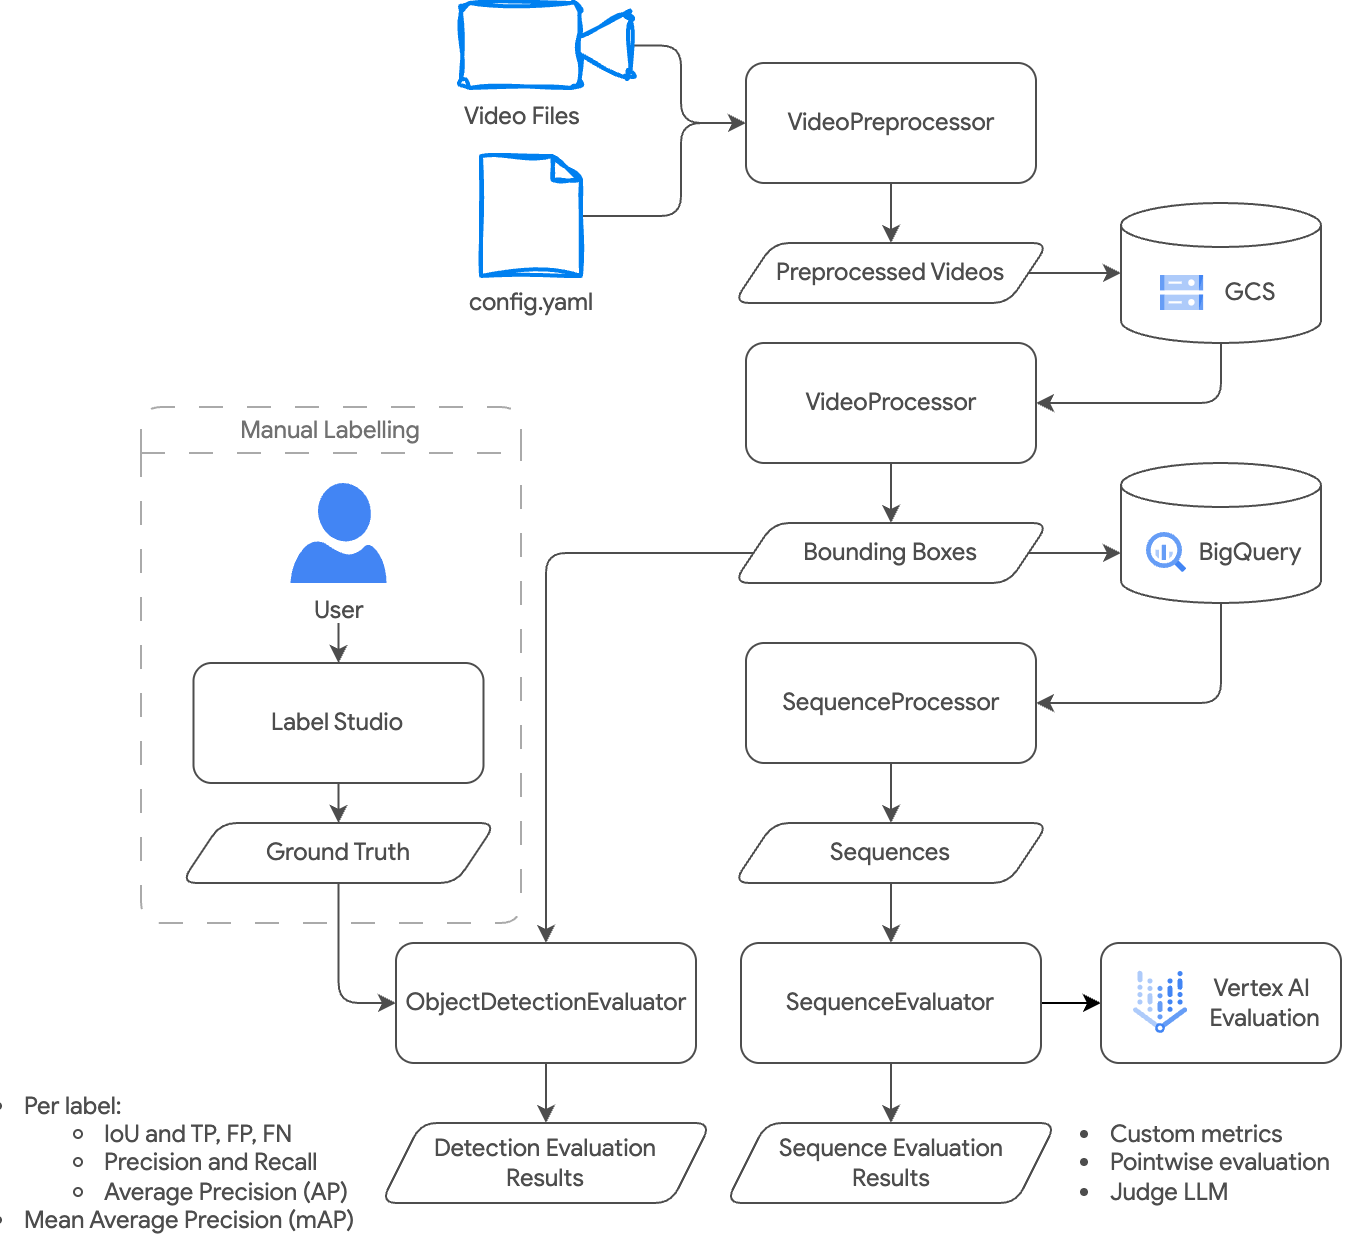 Video Files
VideoPreprocessor
config.yaml
Preprocessed Videos
GCS
VideoProcessor
Manual Labelling
Bounding Boxes
BigQuery
User
Label Studio
SequenceProcessor
Ground Truth
Sequences
ObjectDetectionEvaluator
SequenceEvaluator
Vertex AI
Evaluation
Per label:
IoU and TP, FP, FN
Precision and Recall
Average Precision (AP)
Mean Average Precision (mAP)
Detection Evaluation
Results
Sequence Evaluation
Results
Custom metrics
Pointwise evaluation
Judge LLM